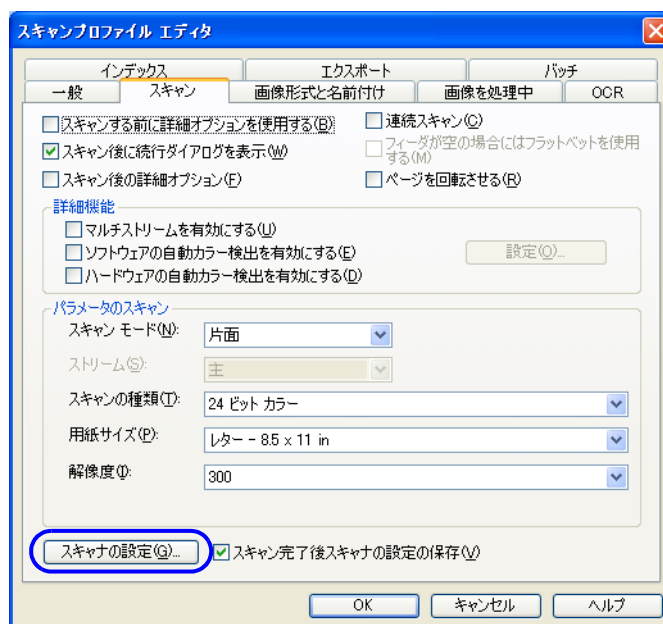 スキャンプロファイル エディタ
インデックス エクスポート バッチ
一般 スキャン 画像形式と名前付け 画像を処理中 OCR
スキャンする前に詳細オプションを使用する(B) 連続スキャン(C)
スキャン後に続行ダイアログを表示(W) フィーダが空の場合にはフラットベットを使用
する(M)
スキャン後の詳細オプション(F) ページを回転させる(R)
詳細機能
マルチストリームを有効にする(U)
ソフトウェアの自動カラー検出を有効にする(E) 設定(O)...
ハードウェアの自動カラー検出を有効にする(D)
パラメータのスキャン
スキャン モード(N): 片面
ストリーム(S): 主
スキャンの種類(T): 24 ビット カラー
用紙サイズ(P): レター - 8.5 x 11 in
解像度(I): 300
スキャナの設定(G)... スキャン完了後スキャナの設定の保存(V)
OK キャンセル ヘルプ